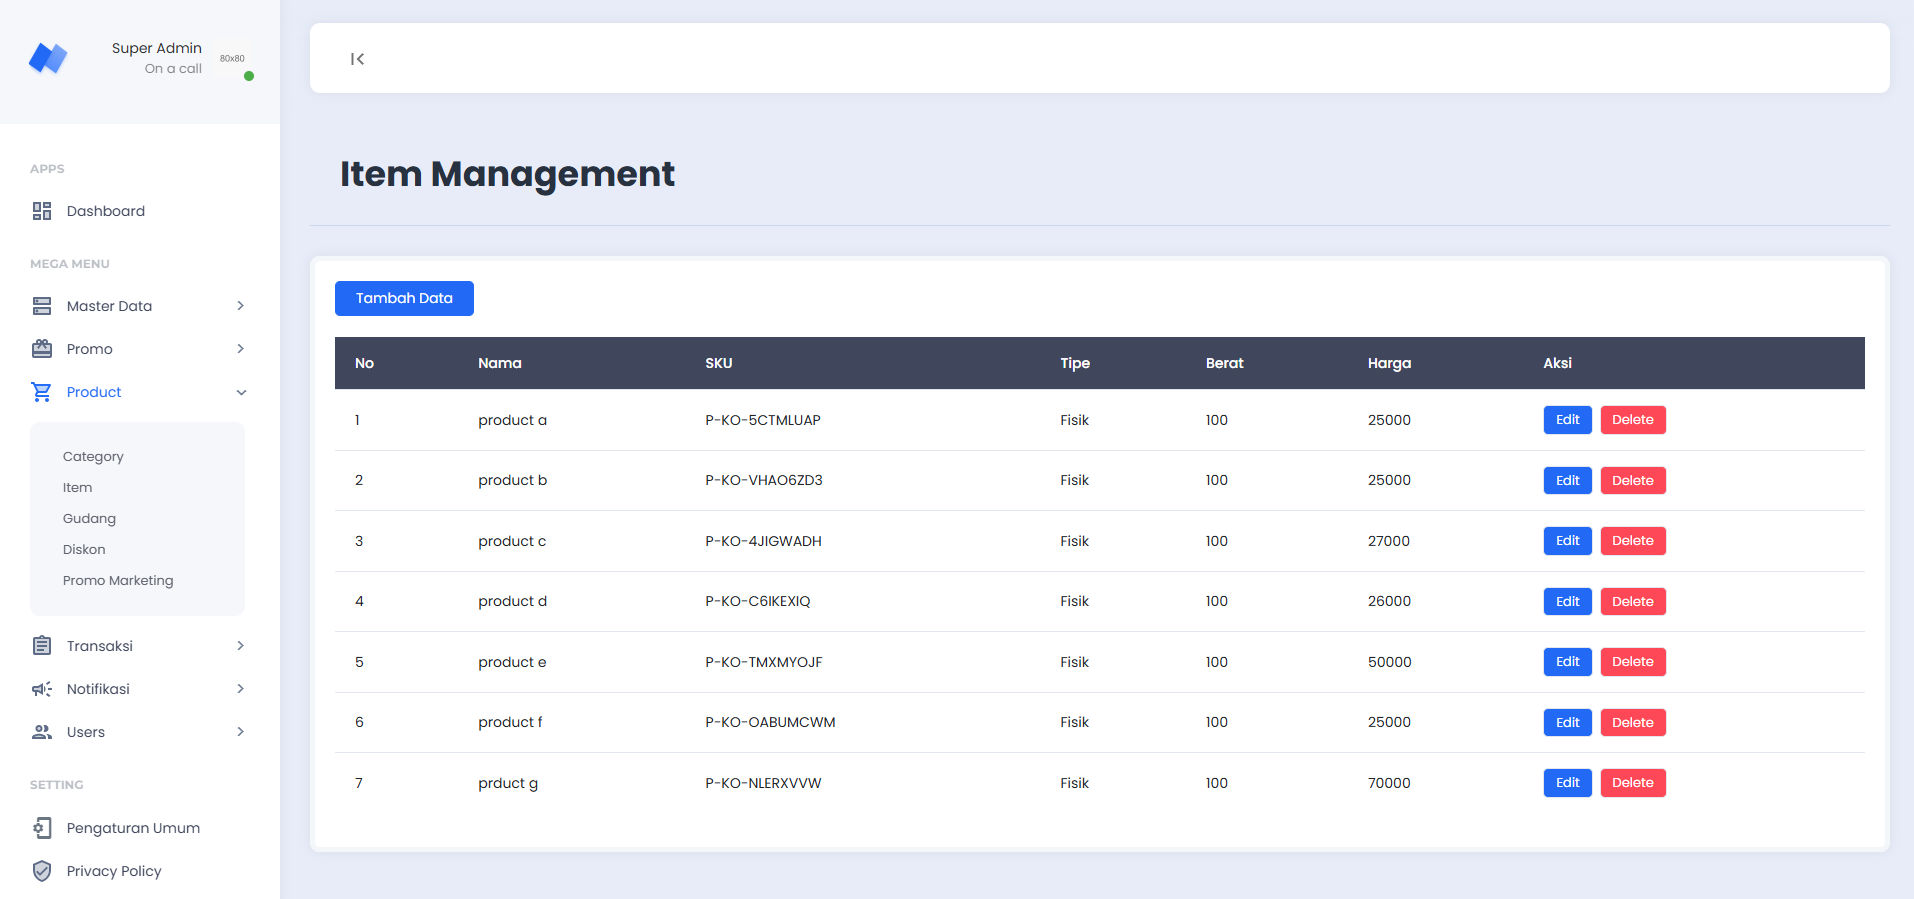 Super Admin
On a call
80x80
APPS
Dashboard
MEGA MENU
Master Data
Promo
Product
Category
Item
Gudang
Diskon
Promo Marketing
Transaksi
Notifikasi
Users
SETTING
Pengaturan Umum
Privacy Policy
Item Management
Tambah Data
No Nama SKU Tipe Berat Harga Aksi
1 product a P-KO-5CTMLUAP Fisik 100 25000 Edit Delete
2 product b P-KO-VHAO6ZD3 Fisik 100 25000 Edit Delete
3 product c P-KO-4JIGWADH Fisik 100 27000 Edit Delete
4 product d P-KO-C6IKEXIQ Fisik 100 26000 Edit Delete
5 product e P-KO-TMXMYOJF Fisik 100 50000 Edit Delete
6 product f P-KO-OABUMCWM Fisik 100 25000 Edit Delete
7 prduct g P-KO-NLERXVVW Fisik 100 70000 Edit Delete